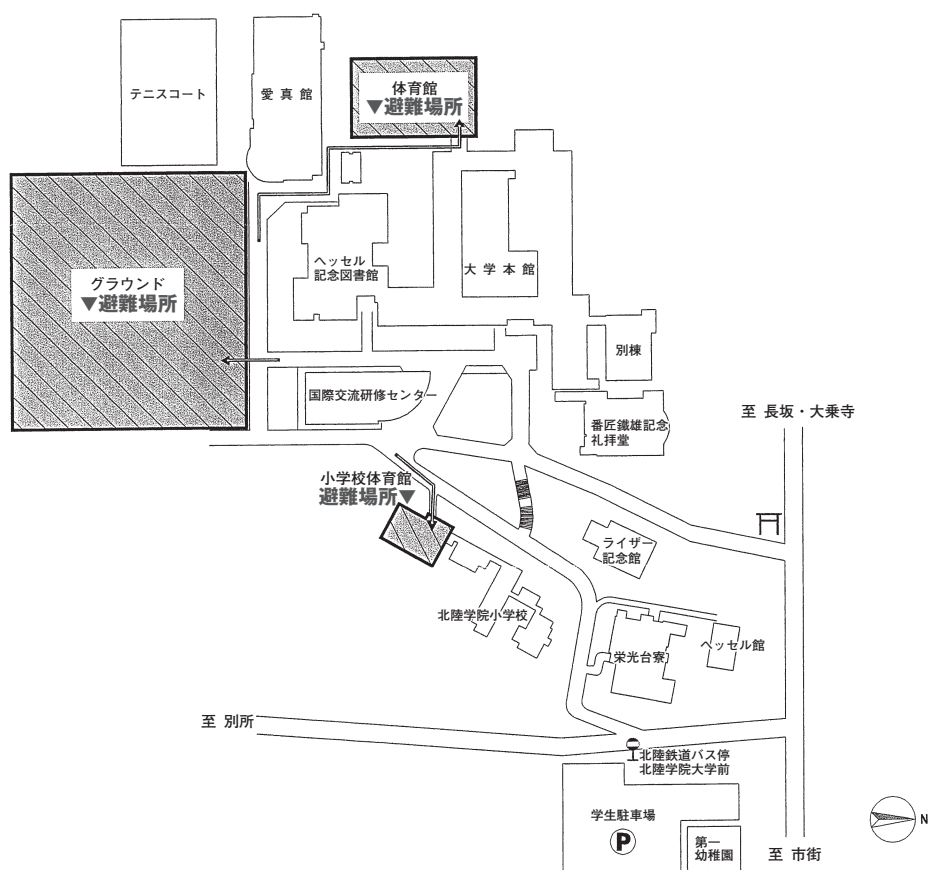 テニスコート
愛真館
体育館
▼避難場所
グラウンド
▼避難場所
ヘッセル
記念図書館
大学本館
別棟
国際交流研修センター
番匠鐵雄記念
礼拝堂
至 長坂・大乗寺
小学校体育館
避難場所▼
ライザー
記念館
北陸学院小学校
栄光台寮
ヘッセル館
至 別所
北陸鉄道バス停
北陸学院大学前
学生駐車場
P
第一
幼稚園
至 市街
N